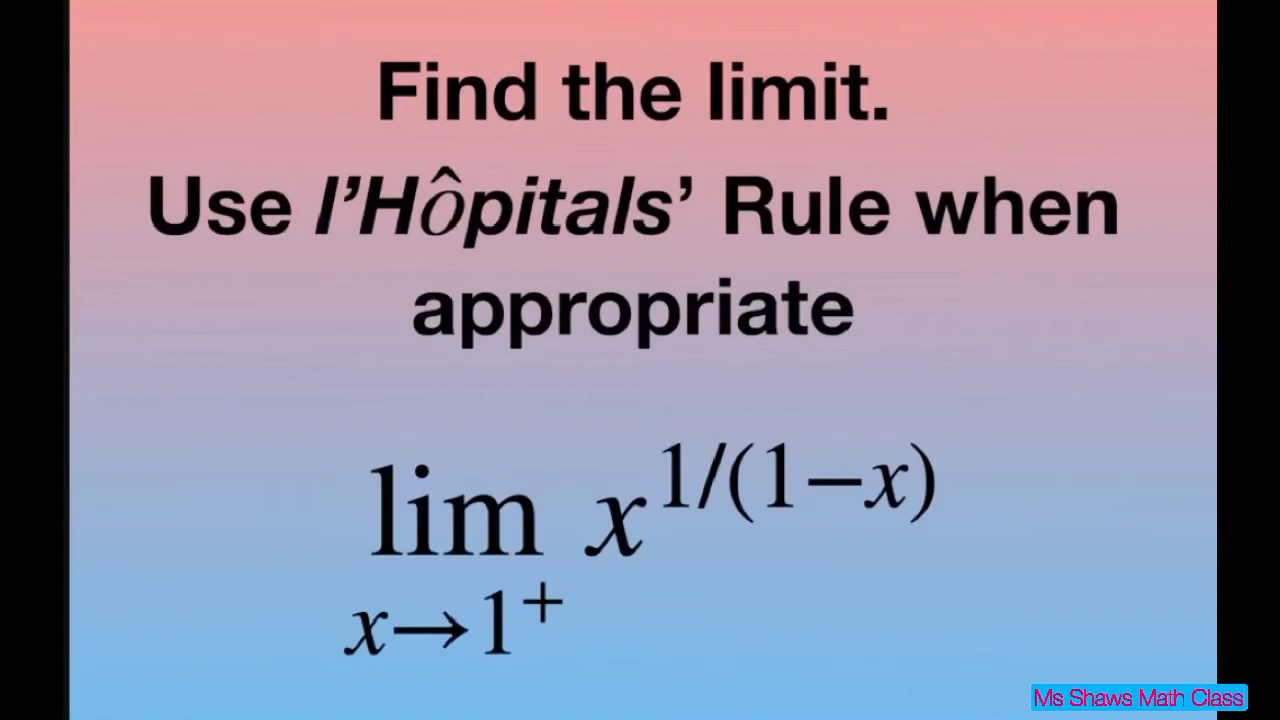 Find the limit.
Use l’Hôpitals’ Rule when
appropriate
lim x^{1/(1−x)}
x→1⁺
Ms Shaws Math Class